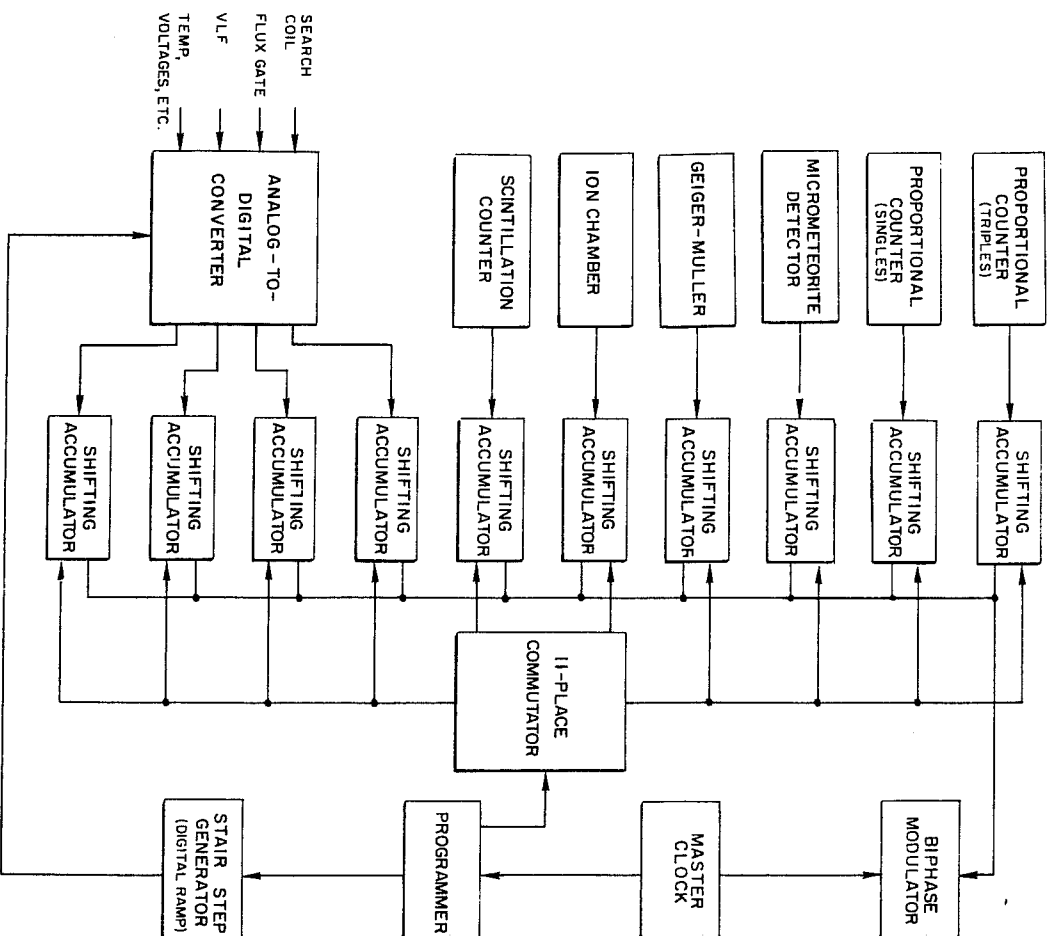 PROPORTIONAL
COUNTER
(TRIPLES)
SHIFTING
ACCUMULATOR
PROPORTIONAL
COUNTER
(SINGLES)
SHIFTING
ACCUMULATOR
BIPHASE
MODULATOR
MICROMETEORITE
DETECTOR
SHIFTING
ACCUMULATOR
GEIGER-MULLER
SHIFTING
ACCUMULATOR
MASTER
CLOCK
ION CHAMBER
SHIFTING
ACCUMULATOR
11-PLACE
COMMUTATOR
SCINTILLATION
COUNTER
SHIFTING
ACCUMULATOR
PROGRAMMER
SEARCH
COIL
FLUX GATE
VLF
TEMP,
VOLTAGES, ETC.
ANALOG-TO-
DIGITAL
CONVERTER
SHIFTING
ACCUMULATOR
SHIFTING
ACCUMULATOR
SHIFTING
ACCUMULATOR
SHIFTING
ACCUMULATOR
STAIR STEP
GENERATOR
(DIGITAL RAMP)